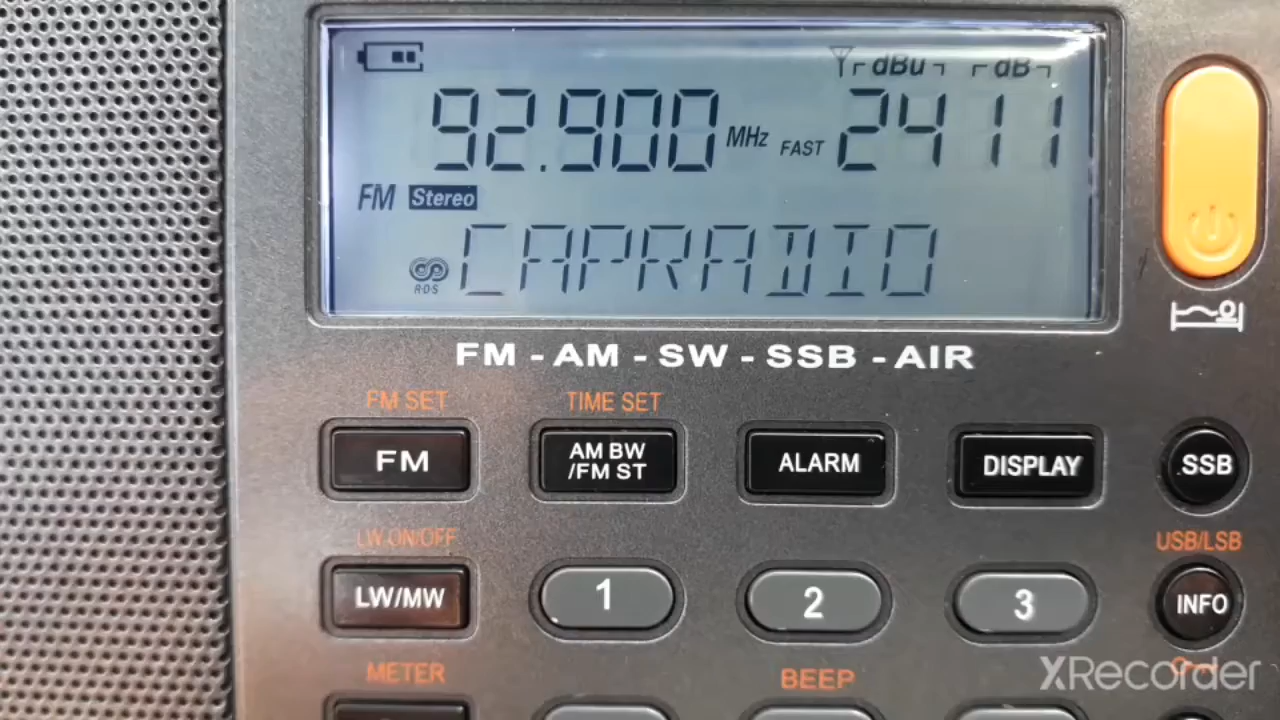 dBu dB
92.900 MHz FAST 24 11
FM Stereo
RDS CAPRADIO
FM - AM - SW - SSB - AIR
FM SET TIME SET
FM AM BW /FM ST ALARM DISPLAY SSB
LW ON/OFF USB/LSB
LW/MW 1 2 3 INFO
METER BEEP
XRecorder